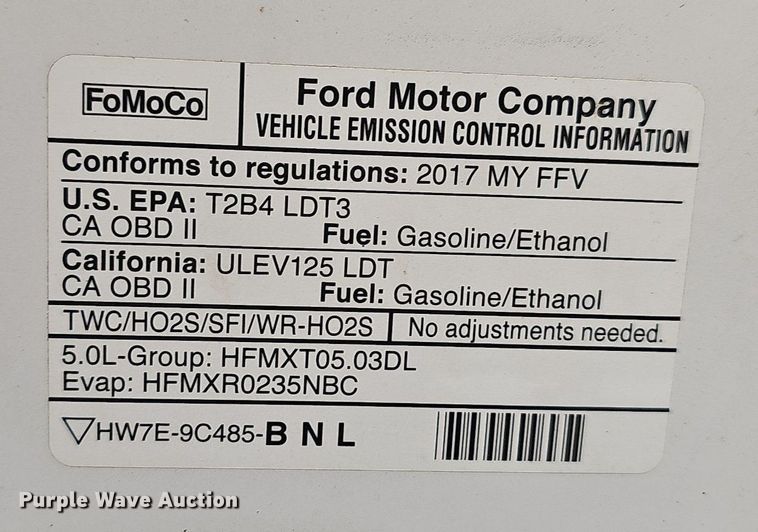 FoMoCo
Ford Motor Company
VEHICLE EMISSION CONTROL INFORMATION
Conforms to regulations: 2017 MY FFV
U.S. EPA: T2B4 LDT3
CA OBD II Fuel: Gasoline/Ethanol
California: ULEV125 LDT
CA OBD II Fuel: Gasoline/Ethanol
TWC/HO2S/SFI/WR-HO2S No adjustments needed.
5.0L-Group: HFMXT05.03DL
Evap: HFMXR0235NBC
HW7E-9C485-B N L
Purple Wave Auction